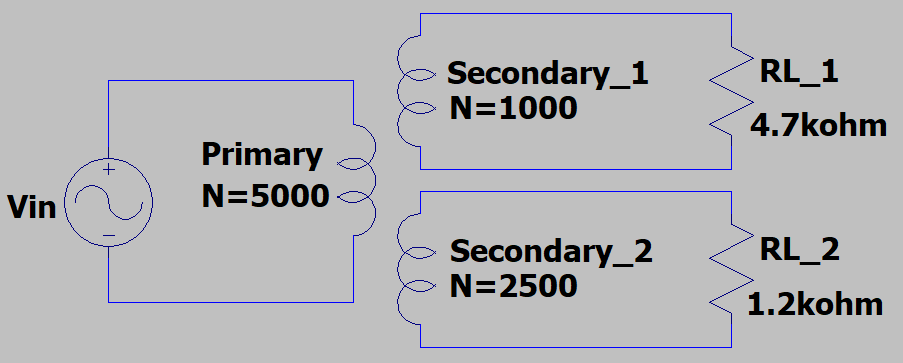 Secondary_1
N=1000
RL_1
4.7kohm
Primary
N=5000
Vin
Secondary_2
N=2500
RL_2
1.2kohm